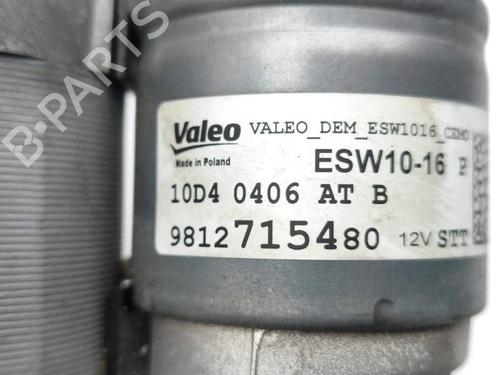 B-PARTS
Valeo VALEO_DEM_ESW1016_CEMO
Made in Poland ESW10-16 P
10D4 0406 AT B
9812715480 12V STT